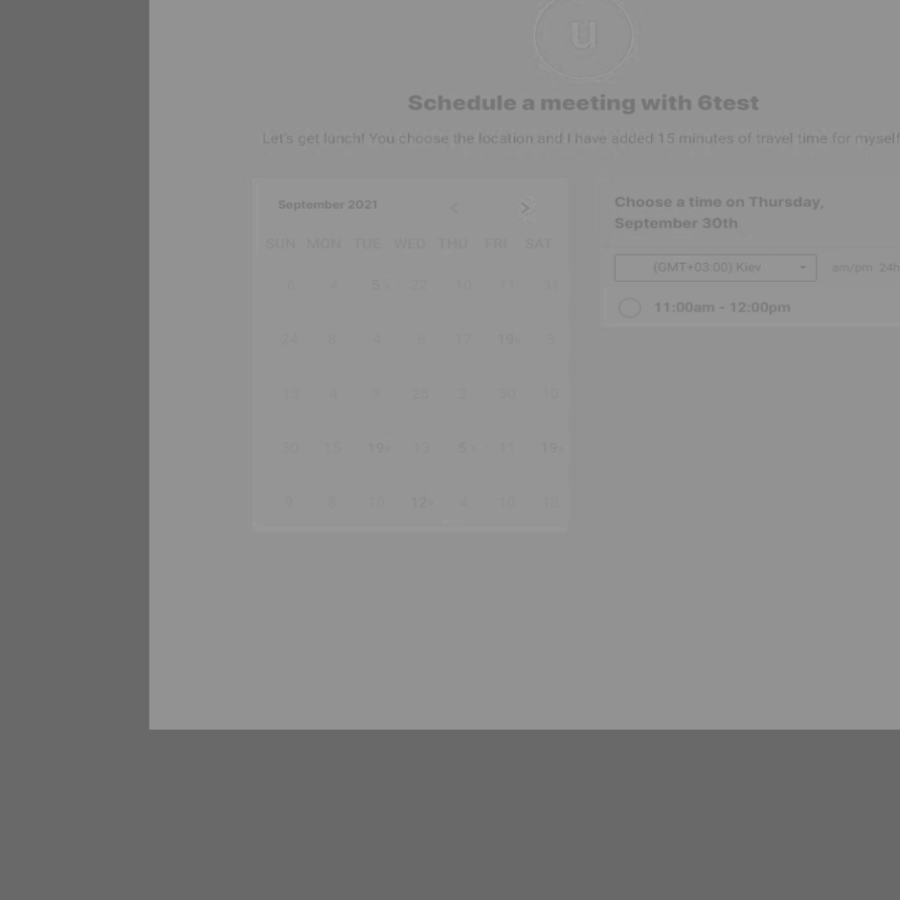 u
Schedule a meeting with 6test
Let's get lunch! You choose the location and I have added 15 minutes of travel time for myself
September 2021 < >
SUN MON TUE WED THU FRI SAT
6 4 5 22 10 11 31
24 8 4 6 17 19 3
13 4 9 25 2 30 10
30 15 19 13 5 11 19
9 8 10 12 4 16 18
Choose a time on Thursday,
September 30th
(GMT+03:00) Kiev
am/pm 24h
11:00am - 12:00pm